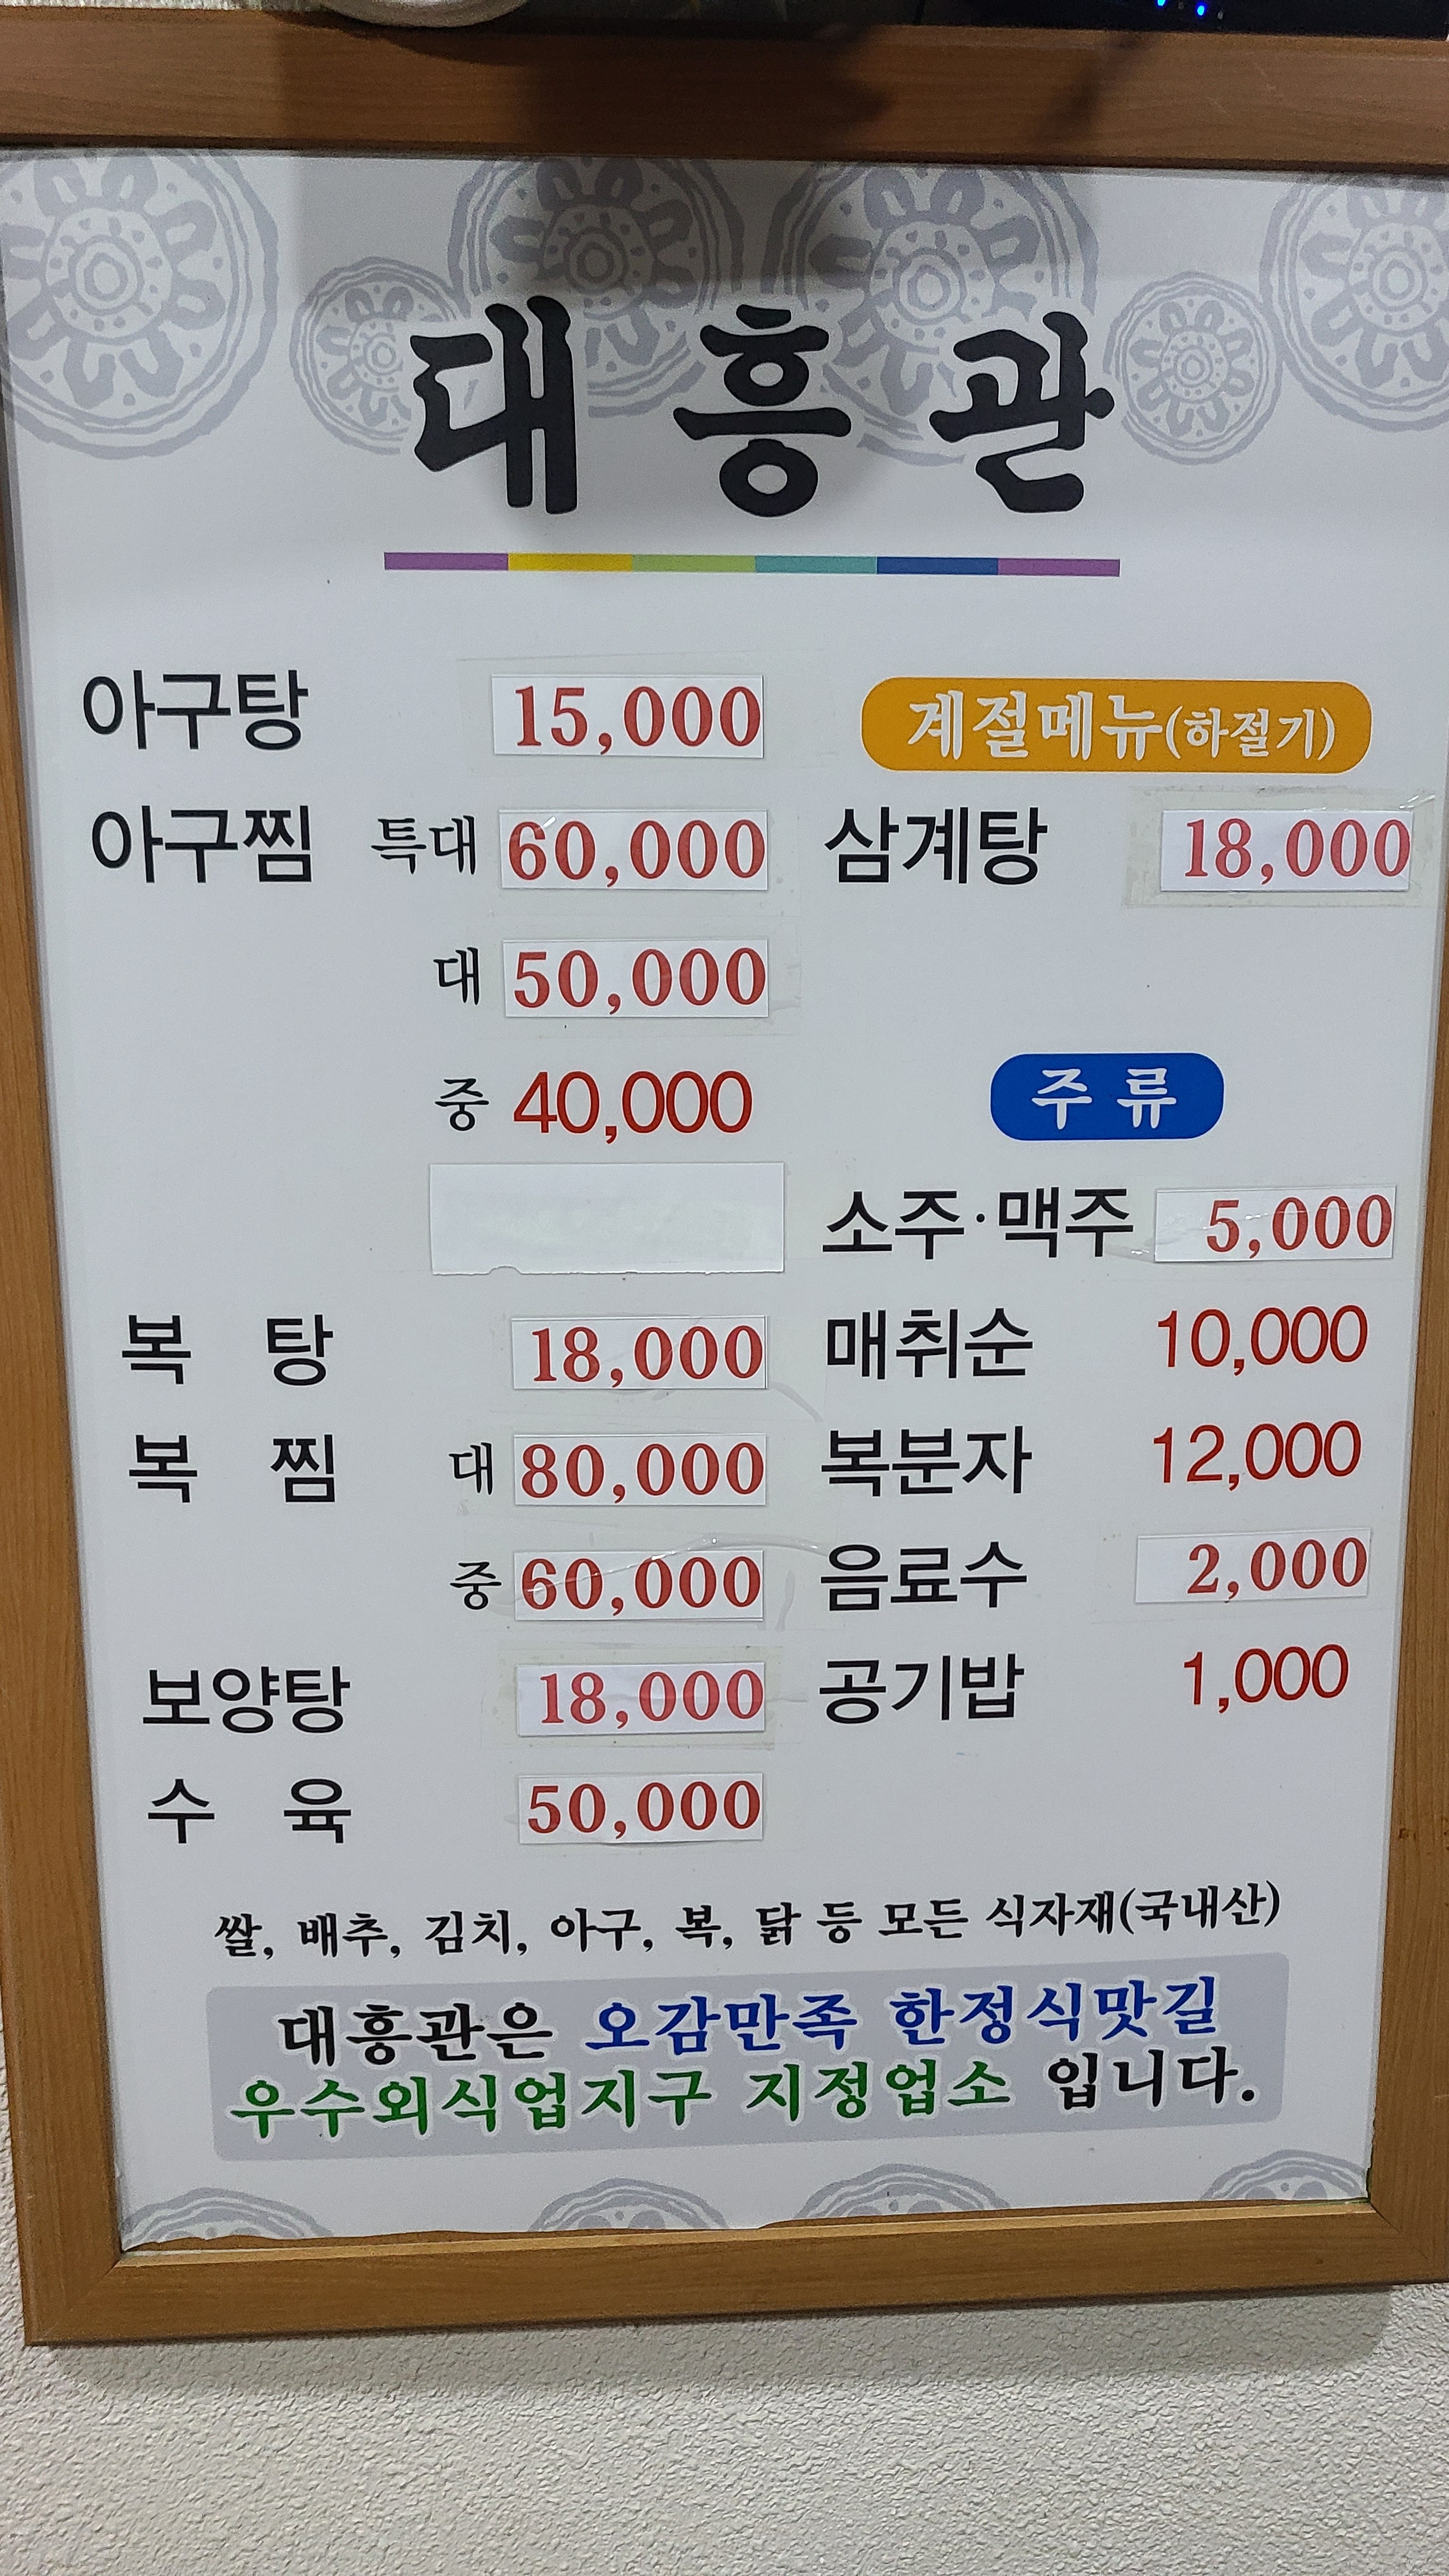 대흥관
아구탕 15,000
아구찜 특대 60,000
대 50,000
중 40,000
복 탕 18,000
복 찜 대 80,000
중 60,000
보양탕 18,000
수 육 50,000
계절메뉴(하절기)
삼계탕 18,000
주류
소주·맥주 5,000
매취순 10,000
복분자 12,000
음료수 2,000
공기밥 1,000
쌀, 배추, 김치, 아구, 복, 닭 등 모든 식자재(국내산)
대흥관은 오감만족 한정식맛길
우수외식업지구 지정업소 입니다.